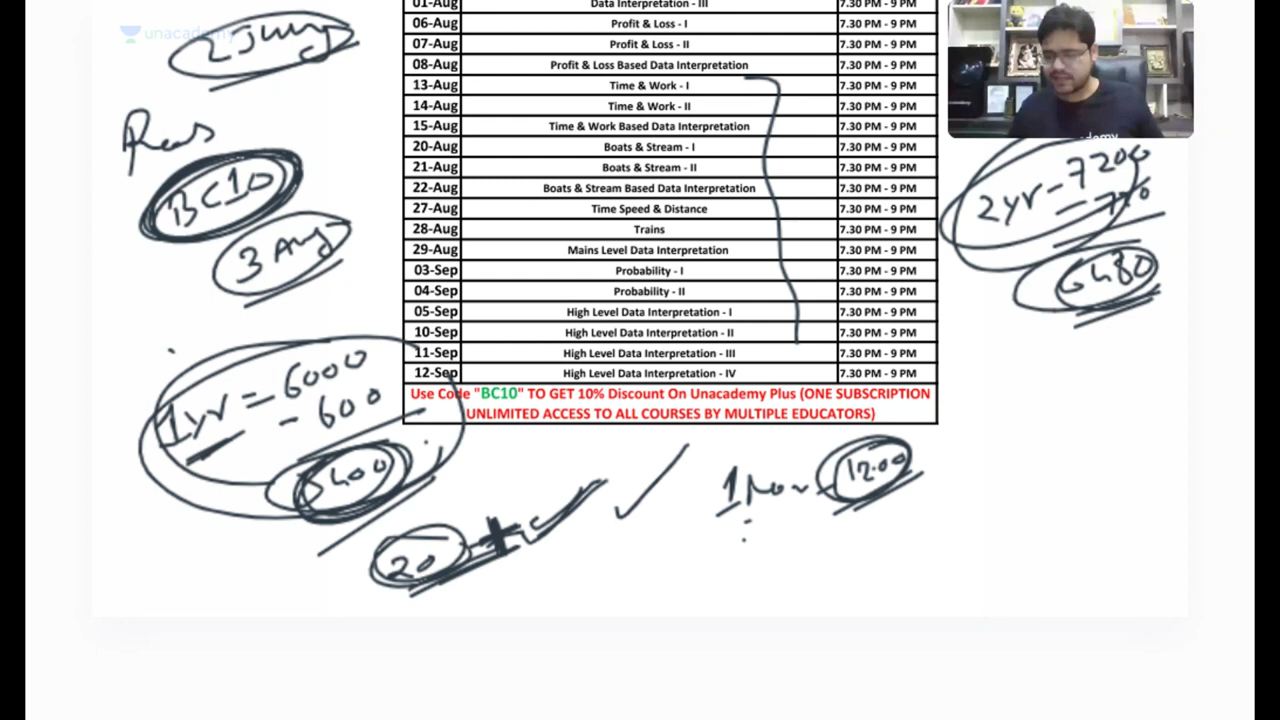 unacademy
2 July
Reas
BC10
3 Aug
1yr = 6000
- 600
5400
20 +
01-Aug Data Interpretation - III 7.30 PM - 9 PM
06-Aug Profit & Loss - I 7.30 PM - 9 PM
07-Aug Profit & Loss - II 7.30 PM - 9 PM
08-Aug Profit & Loss Based Data Interpretation 7.30 PM - 9 PM
13-Aug Time & Work - I 7.30 PM - 9 PM
14-Aug Time & Work - II 7.30 PM - 9 PM
15-Aug Time & Work Based Data Interpretation 7.30 PM - 9 PM
20-Aug Boats & Stream - I 7.30 PM - 9 PM
21-Aug Boats & Stream - II 7.30 PM - 9 PM
22-Aug Boats & Stream Based Data Interpretation 7.30 PM - 9 PM
27-Aug Time Speed & Distance 7.30 PM - 9 PM
28-Aug Trains 7.30 PM - 9 PM
29-Aug Mains Level Data Interpretation 7.30 PM - 9 PM
03-Sep Probability - I 7.30 PM - 9 PM
04-Sep Probability - II 7.30 PM - 9 PM
05-Sep High Level Data Interpretation - I 7.30 PM - 9 PM
10-Sep High Level Data Interpretation - II 7.30 PM - 9 PM
11-Sep High Level Data Interpretation - III 7.30 PM - 9 PM
12-Sep High Level Data Interpretation - IV 7.30 PM - 9 PM
Use Code "BC10" TO GET 10% Discount On Unacademy Plus (ONE SUBSCRIPTION
UNLIMITED ACCESS TO ALL COURSES BY MULTIPLE EDUCATORS)
2yr - 7200
- 720
6480
1200